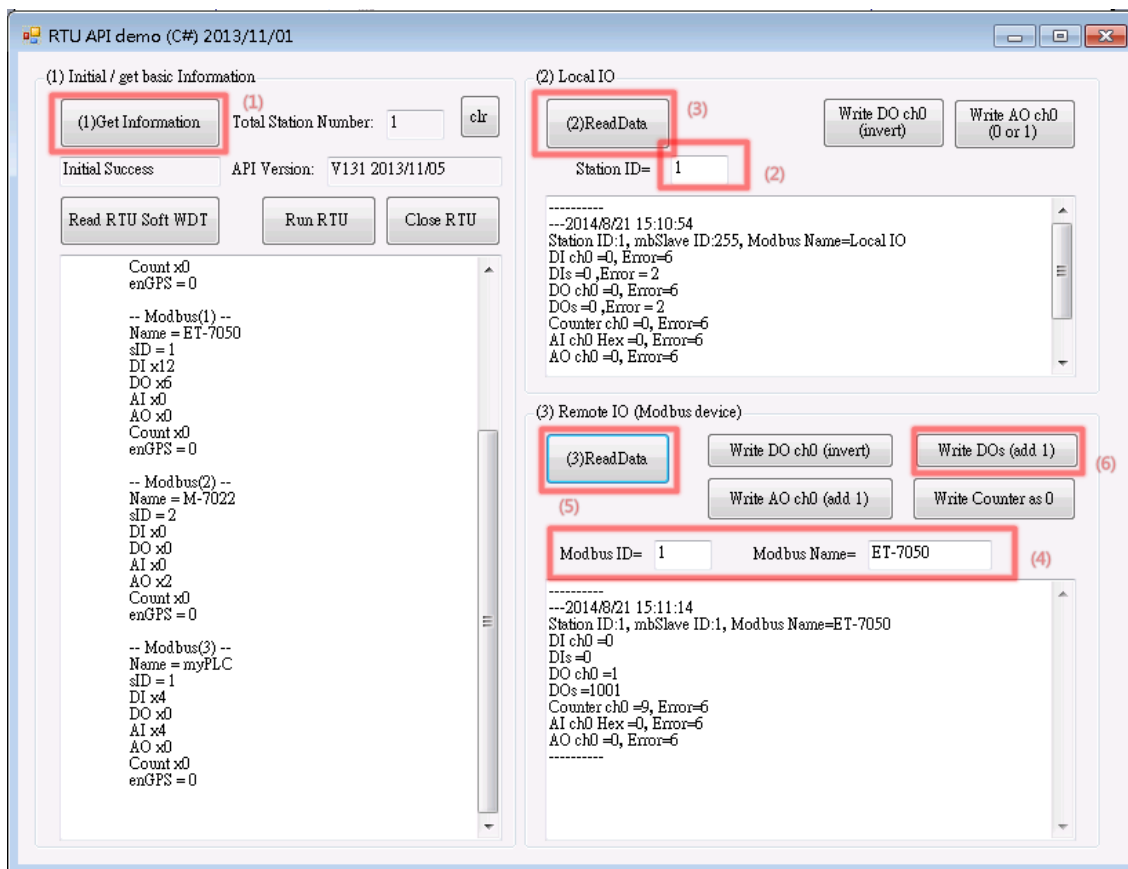 RTU API demo (C#) 2013/11/01
(1) Initial / get basic Information
(1)Get Information
(1)
Total Station Number: 1
clr
Initial Success
API Version: V131 2013/11/05
Read RTU Soft WDT
Run RTU
Close RTU
Count x0
enGPS = 0
-- Modbus(1) --
Name = ET-7050
sID = 1
DI x12
DO x6
AI x0
AO x0
Count x0
enGPS = 0
-- Modbus(2) --
Name = M-7022
sID = 2
DI x0
DO x0
AI x0
AO x2
Count x0
enGPS = 0
-- Modbus(3) --
Name = myPLC
sID = 1
DI x4
DO x0
AI x4
AO x0
Count x0
enGPS = 0
(2) Local IO
(2)ReadData
(3)
Write DO ch0
(invert)
Write AO ch0
(0 or 1)
Station ID= 1
(2)
----------
---2014/8/21 15:10:54
Station ID:1, mbSlave ID:255, Modbus Name=Local IO
DI ch0 =0, Error=6
DIs =0 ,Error = 2
DO ch0 =0, Error=6
DOs =0 ,Error = 2
Counter ch0 =0, Error=6
AI ch0 Hex =0, Error=6
AO ch0 =0, Error=6
(3) Remote IO (Modbus device)
(3)ReadData
(5)
Write DO ch0 (invert)
Write DOs (add 1)
(6)
Write AO ch0 (add 1)
Write Counter as 0
Modbus ID= 1
Modbus Name= ET-7050
(4)
----------
---2014/8/21 15:11:14
Station ID:1, mbSlave ID:1, Modbus Name=ET-7050
DI ch0 =0
DIs =0
DO ch0 =1
DOs =1001
Counter ch0 =9, Error=6
AI ch0 Hex =0, Error=6
AO ch0 =0, Error=6
----------